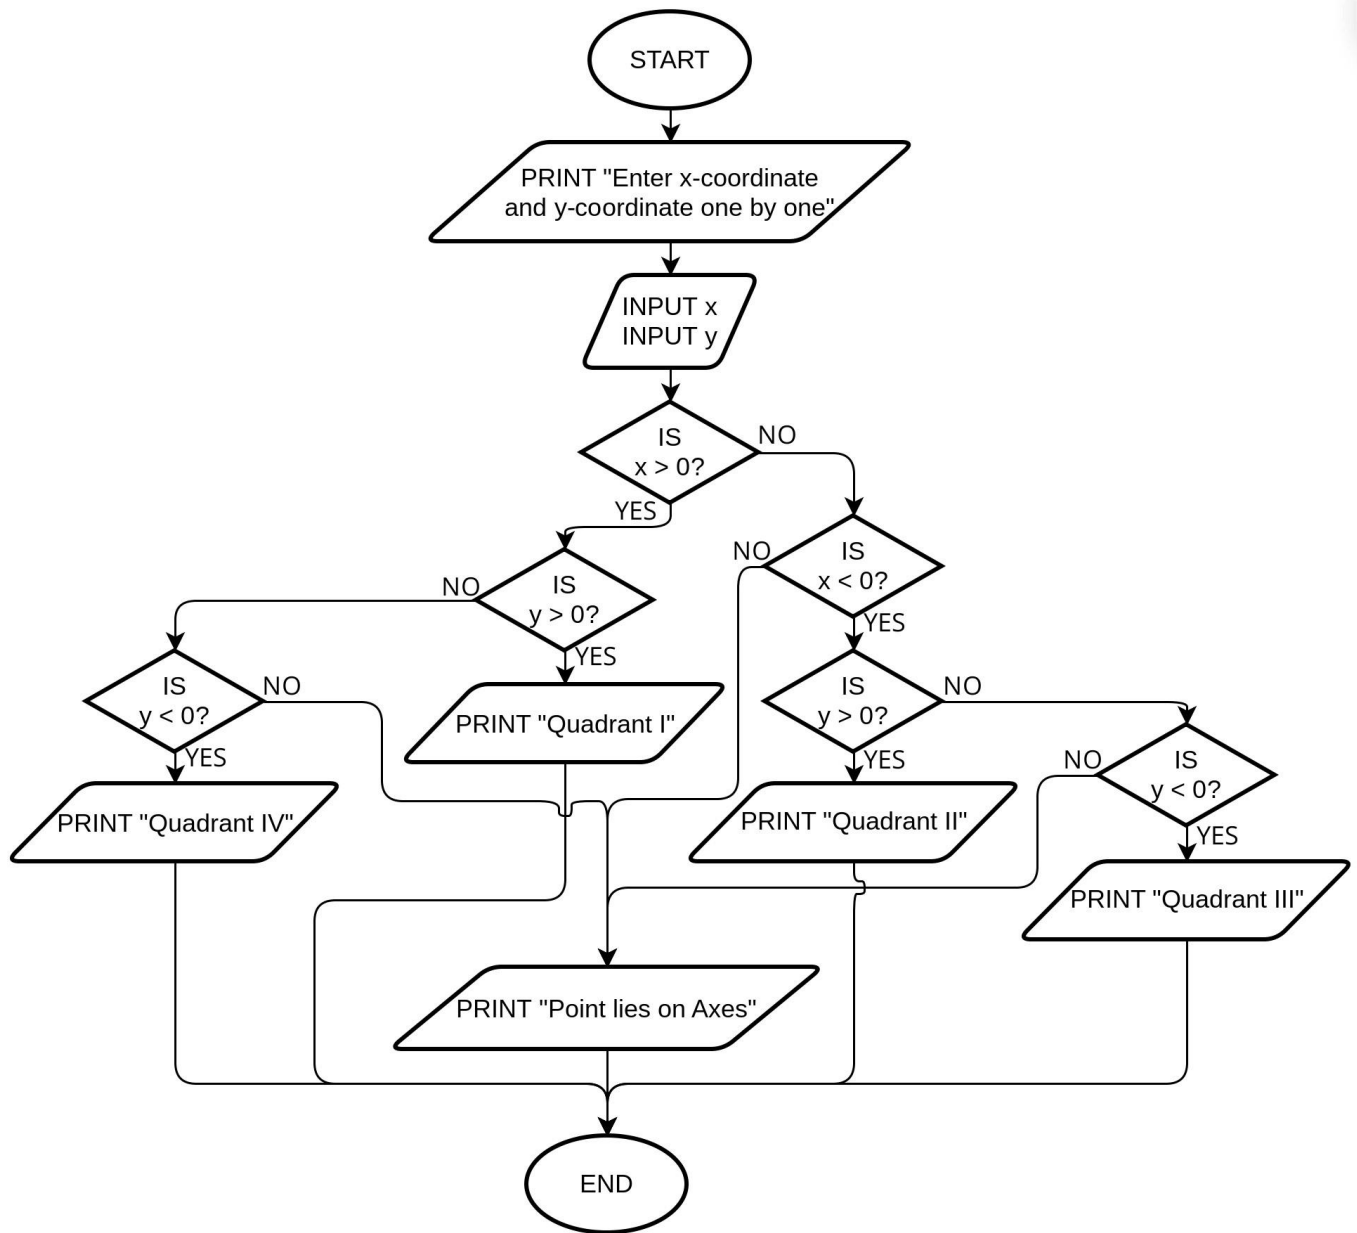 START
PRINT "Enter x-coordinate
and y-coordinate one by one"
INPUT x
INPUT y
IS
x > 0?
NO
YES
IS
x < 0?
NO
YES
IS
y > 0?
NO
YES
IS
y < 0?
NO
YES
PRINT "Quadrant I"
IS
y > 0?
NO
YES
IS
y < 0?
NO
YES
PRINT "Quadrant IV"
PRINT "Quadrant II"
PRINT "Quadrant III"
PRINT "Point lies on Axes"
END